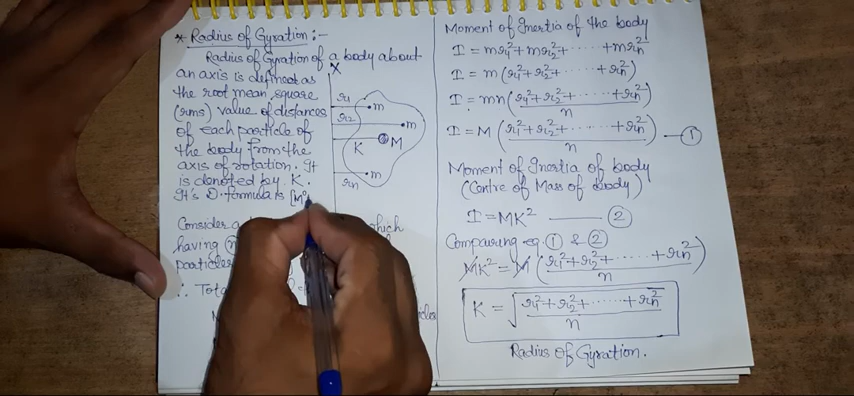 * Radius of Gyration :-
Radius of Gyration of a body about
an axis is defined as
the root mean square
(rms) value of distances
of each particle of
the body from the
axis of rotation. It
is denoted by K.
It's D. formula is [M⁰
X
r₁ m
r₂ m
K M
rₙ m
Consider a which
having (n)
particles
∴ Tota
Moment of Inertia of the body
I = mr₁² + mr₂² + ...... + mrₙ²
I = m(r₁² + r₂² + ...... + rₙ²)
I = mn(r₁² + r₂² + ...... + rₙ²)/n
I = M (r₁² + r₂² + ...... + rₙ²)/n — ①
Moment of Inertia of body
(Centre of Mass of body)
I = MK² — ②
Comparing eq. ① & ②
MK² = M (r₁² + r₂² + ...... + rₙ²)/n
K = √(r₁² + r₂² + ...... + rₙ²)/n
Radius of Gyration.